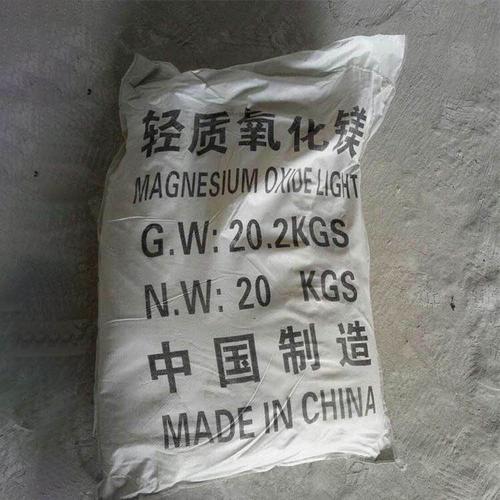 轻质氧化镁
MAGNESIUM OXIDE LIGHT
G.W: 20.2KGS
N.W: 20 KGS
中国制造
MADE IN CHINA